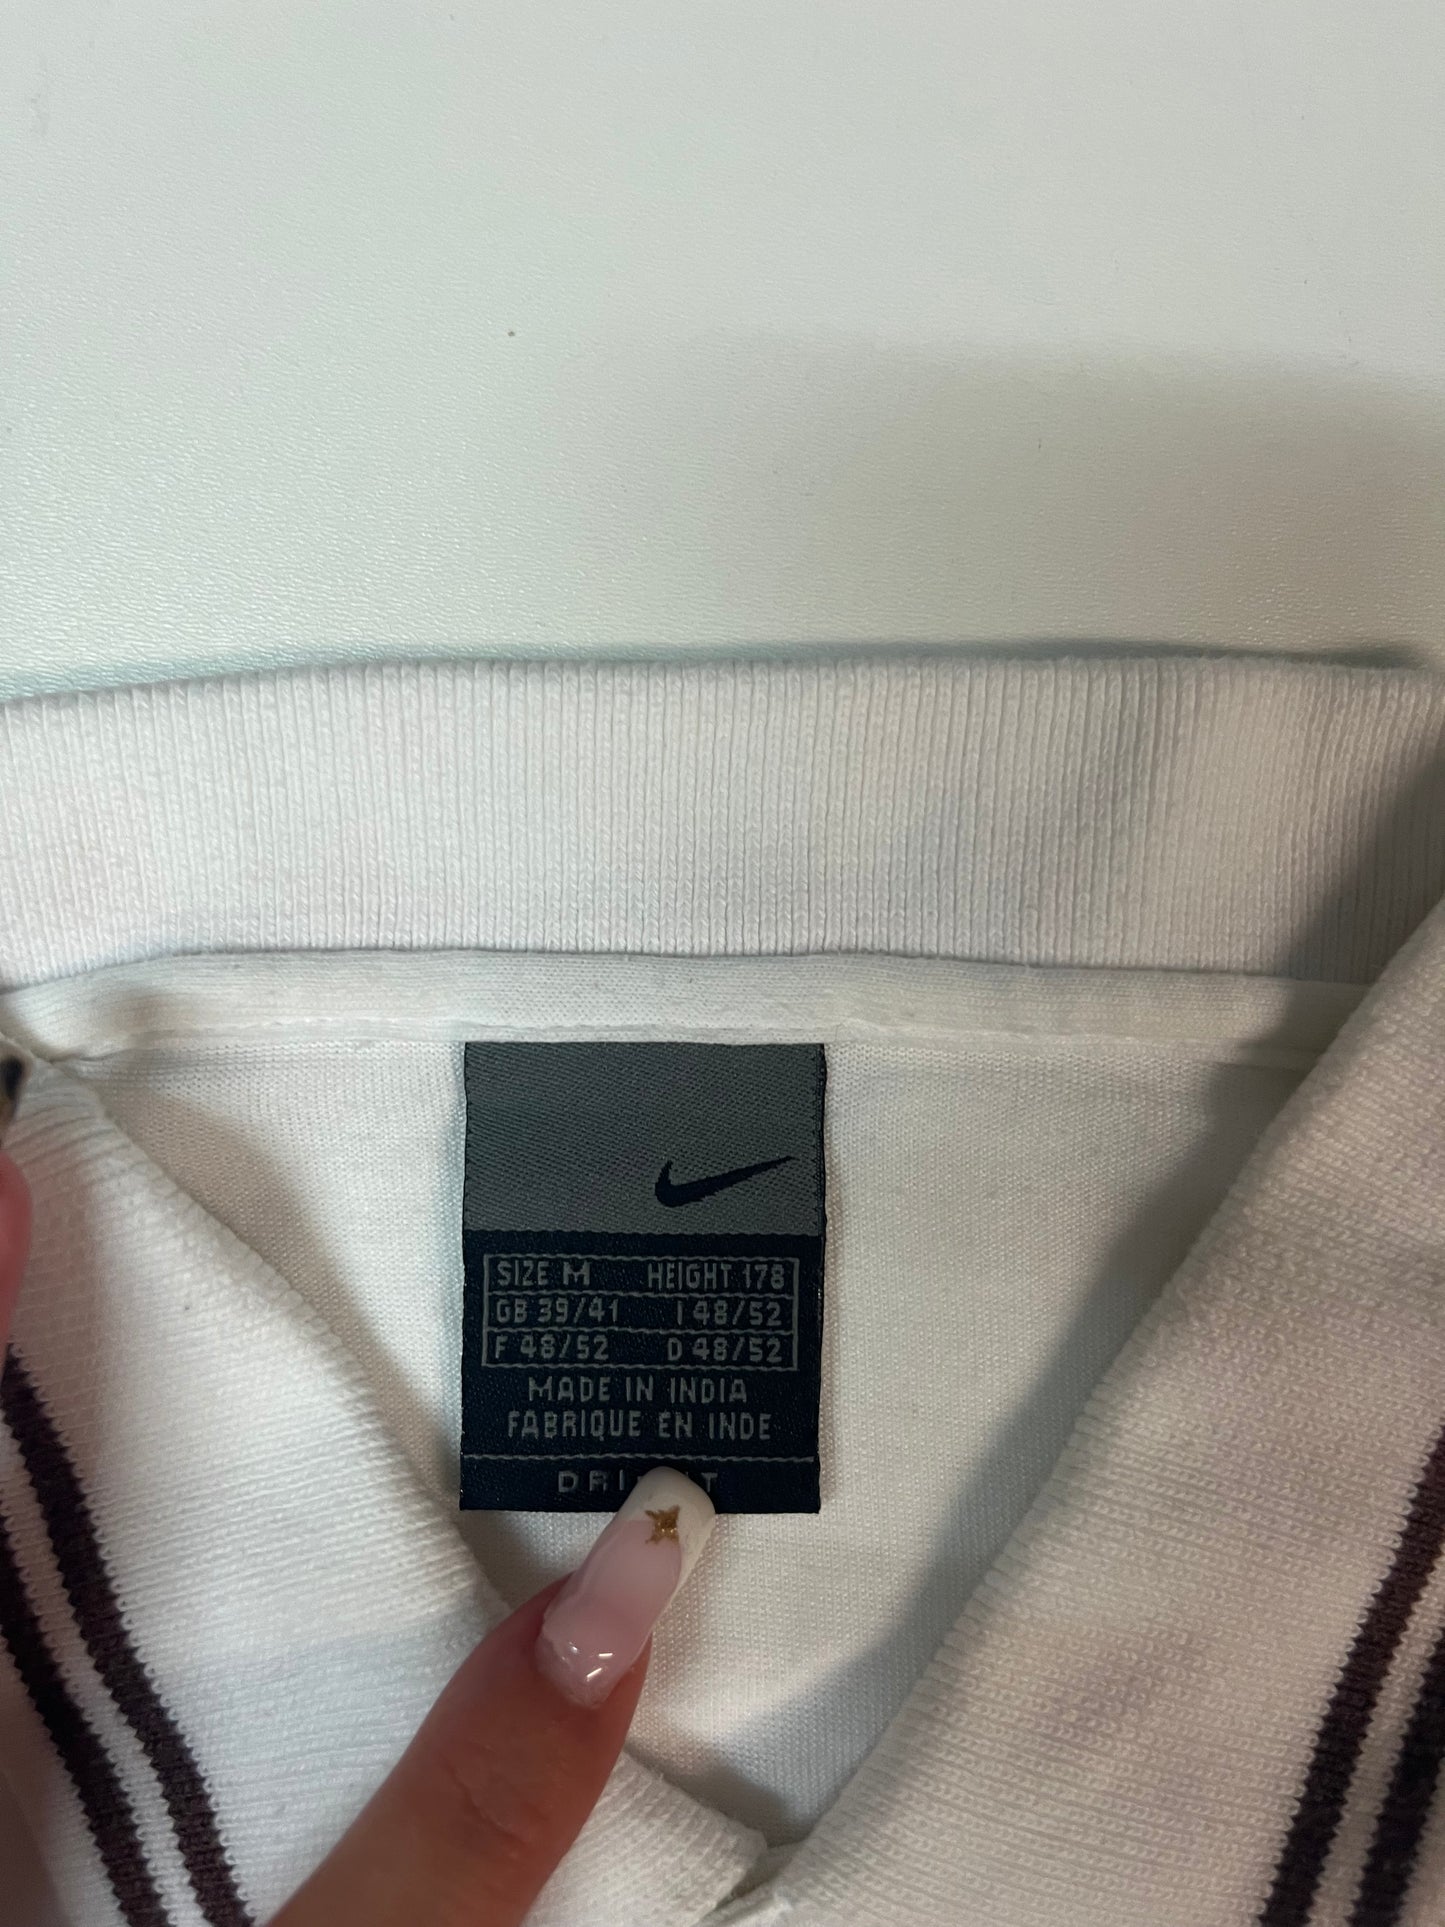 SIZE M HEIGHT 178
GB 39/41 I 48/52
F 48/52 D 48/52
MADE IN INDIA
FABRIQUE EN INDE